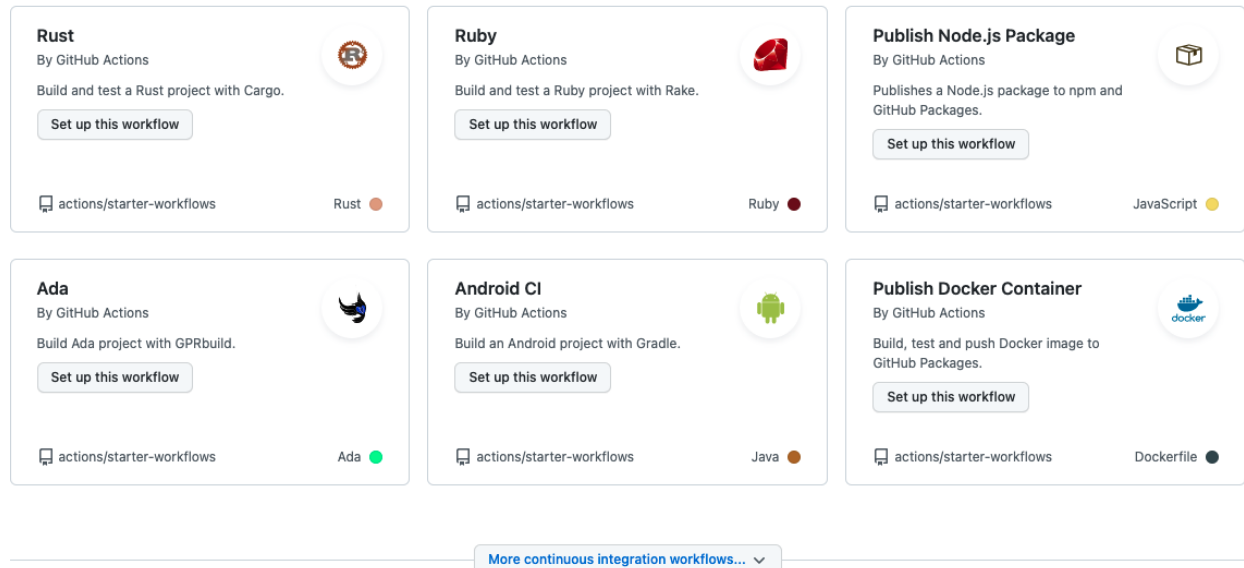 Rust
By GitHub Actions
Build and test a Rust project with Cargo.
Set up this workflow
actions/starter-workflows
Rust
Ruby
By GitHub Actions
Build and test a Ruby project with Rake.
Set up this workflow
actions/starter-workflows
Ruby
Publish Node.js Package
By GitHub Actions
Publishes a Node.js package to npm and
GitHub Packages.
Set up this workflow
actions/starter-workflows
JavaScript
Ada
By GitHub Actions
Build Ada project with GPRbuild.
Set up this workflow
actions/starter-workflows
Ada
Android CI
By GitHub Actions
Build an Android project with Gradle.
Set up this workflow
actions/starter-workflows
Java
Publish Docker Container
By GitHub Actions
docker
Build, test and push Docker image to
GitHub Packages.
Set up this workflow
actions/starter-workflows
Dockerfile
More continuous integration workflows...